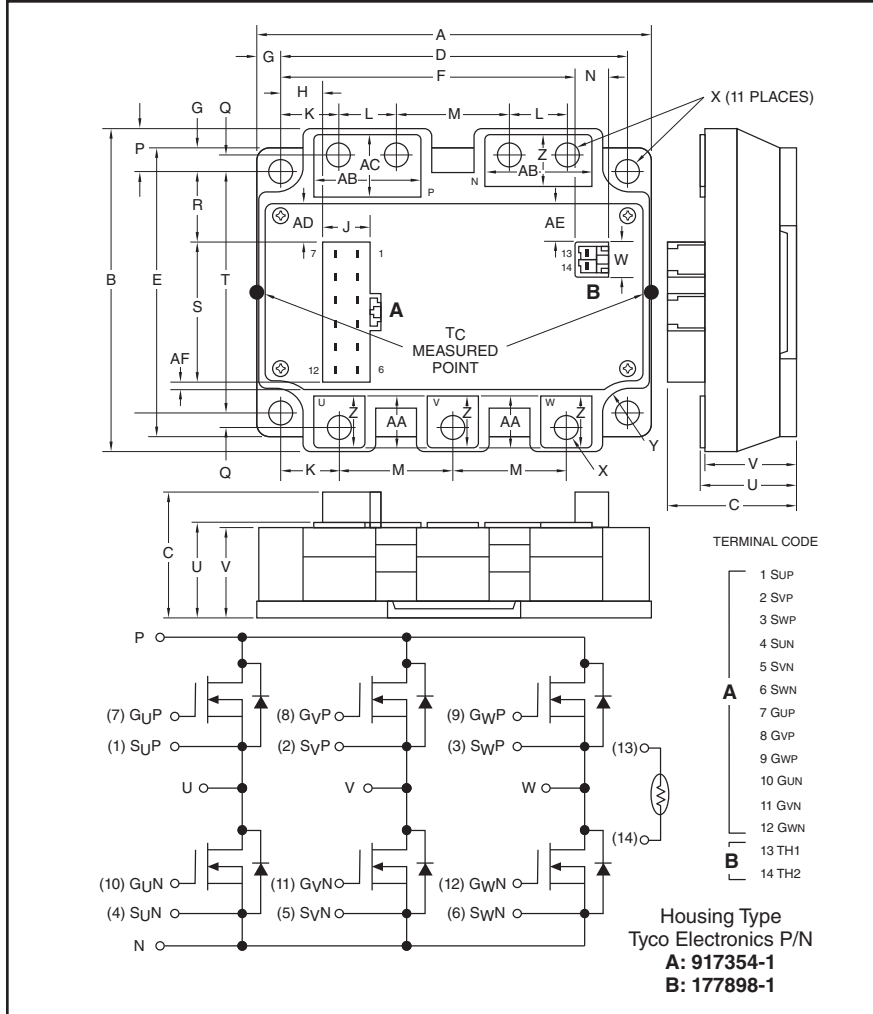 A
G D
F N
H
G Q K L M L X (11 PLACES)
P
AC Z
AB AB
P N
R
AD J AE
7 1 13 W
14
B E T S A B
TC
MEASURED
POINT
AF
12 6
U V W
Z AA Z AA Z
Y
Q K M M X
V
U
C
C U V
TERMINAL CODE
1 SUP
2 SVP
3 SWP
4 SUN
5 SVN
6 SWN
A
7 GUP
8 GVP
9 GWP
10 GUN
11 GVN
12 GWN
B
13 TH1
14 TH2
P
(7) GUP (8) GVP (9) GWP
(1) SUP (2) SVP (3) SWP (13)
U V W
(14)
(10) GUN (11) GVN (12) GWN
(4) SUN (5) SVN (6) SWN
N
Housing Type
Tyco Electronics P/N
A: 917354-1
B: 177898-1